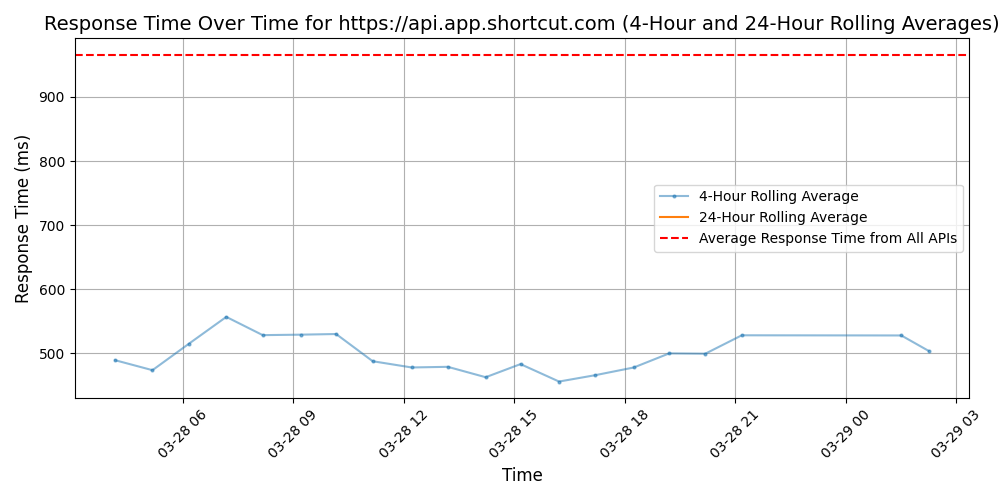 Response Time Over Time for https://api.app.shortcut.com (4-Hour and 24-Hour Rolling Averages)
Response Time (ms)
900
800
700
600
500
4-Hour Rolling Average
24-Hour Rolling Average
Average Response Time from All APIs
03-28 06
03-28 09
03-28 12
03-28 15
03-28 18
03-28 21
03-29 00
03-29 03
Time